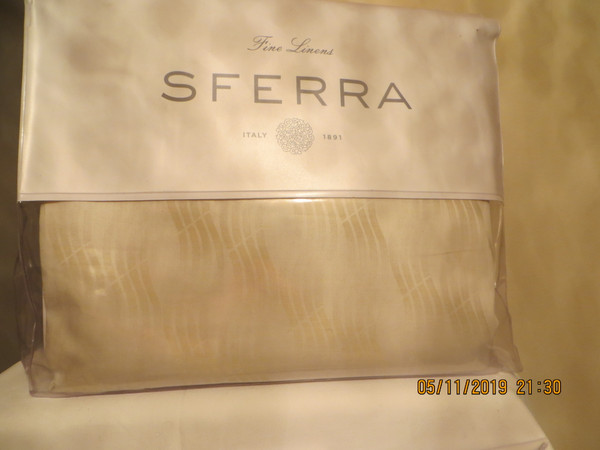 Fine Linens
SFERRA
ITALY 1891
05/11/2019 21:30